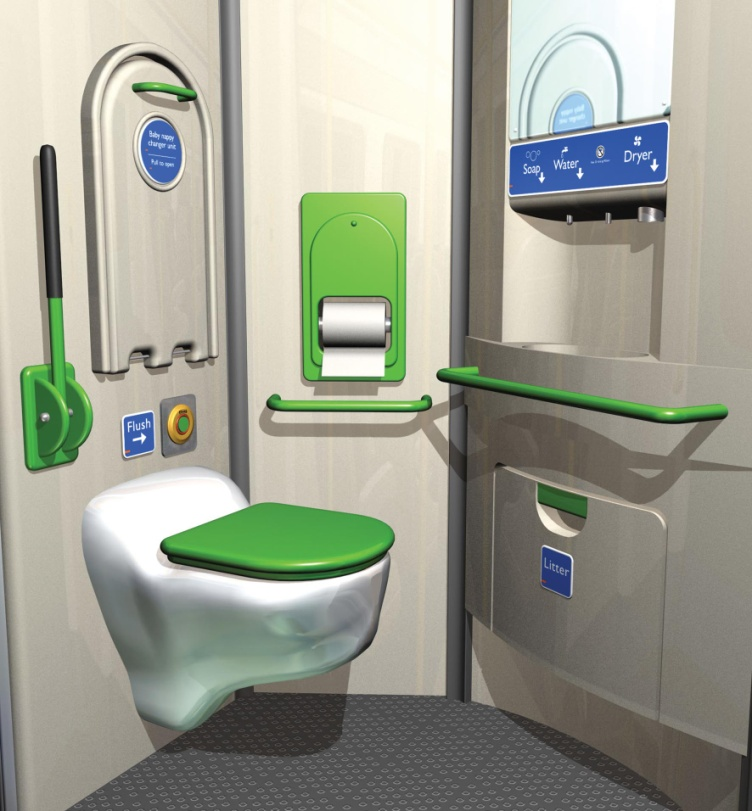 Baby nappy
changer unit
Pull to open
Flush
Soap
Water
Dryer
Litter